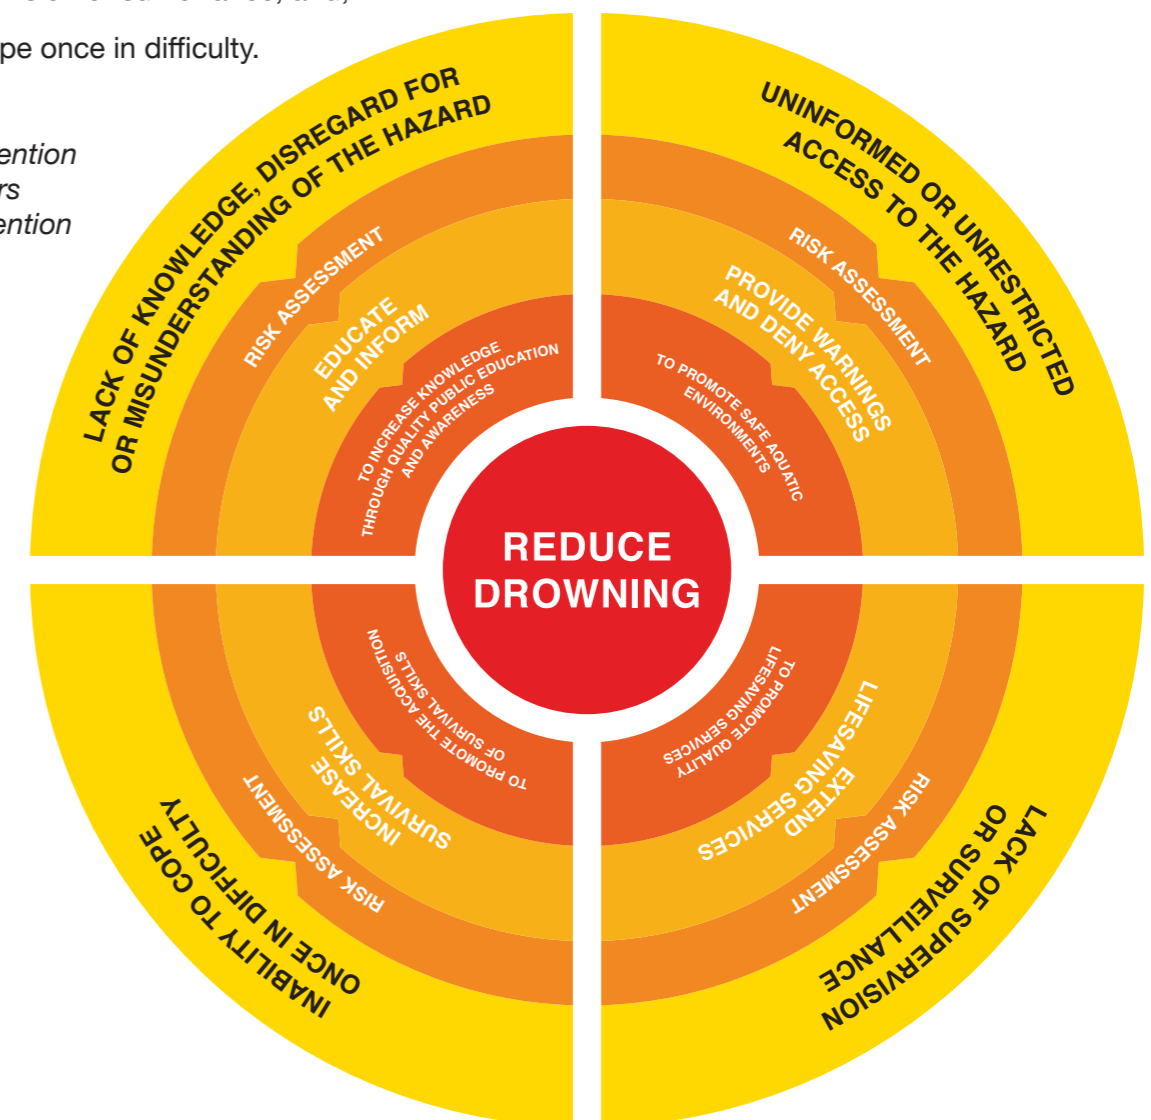 pe once in difficulty.
ention
rs
ention
LACK OF KNOWLEDGE, DISREGARD FOR
OR MISUNDERSTANDING OF THE HAZARD
RISK ASSESSMENT
EDUCATE
AND INFORM
TO INCREASE KNOWLEDGE
THROUGH QUALITY PUBLIC EDUCATION
AND AWARENESS
UNINFORMED OR UNRESTRICTED
ACCESS TO THE HAZARD
RISK ASSESSMENT
PROVIDE WARNINGS
AND DENY ACCESS
TO PROMOTE SAFE AQUATIC
ENVIRONMENTS
REDUCE
DROWNING
TO PROMOTE THE ACQUISITION
OF SURVIVAL SKILLS
INCREASE
SURVIVAL SKILLS
RISK ASSESSMENT
INABILITY TO COPE
ONCE IN DIFFICULTY
TO PROMOTE QUALITY
LIFESAVING SERVICES
EXTEND
LIFESAVING SERVICES
RISK ASSESSMENT
LACK OF SUPERVISION
OR SURVEILLANCE